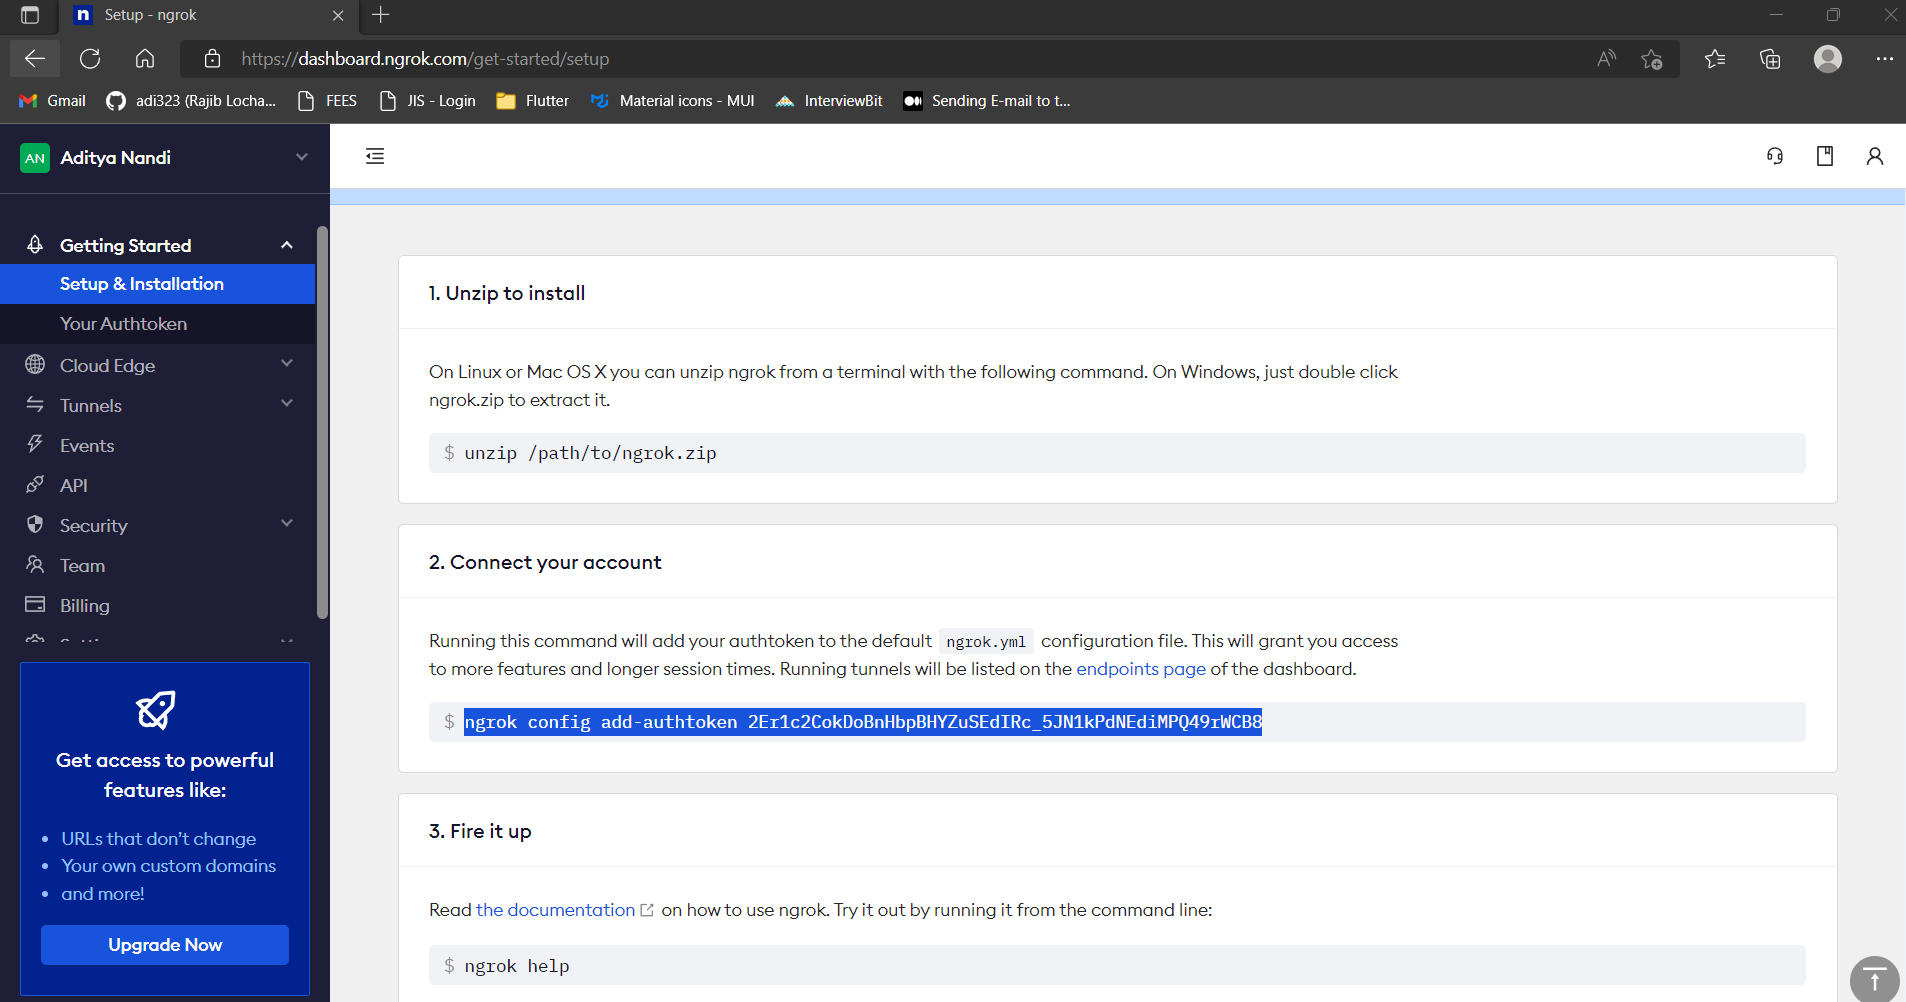 Setup - ngrok
https://dashboard.ngrok.com/get-started/setup
Gmail
adi323 (Rajib Locha...
FEES
JIS - Login
Flutter
Material icons - MUI
InterviewBit
Sending E-mail to t...
AN Aditya Nandi
Getting Started
Setup & Installation
Your Authtoken
Cloud Edge
Tunnels
Events
API
Security
Team
Billing
Get access to powerful
features like:
• URLs that don't change
• Your own custom domains
• and more!
Upgrade Now
1. Unzip to install
On Linux or Mac OS X you can unzip ngrok from a terminal with the following command. On Windows, just double click
ngrok.zip to extract it.
$ unzip /path/to/ngrok.zip
2. Connect your account
Running this command will add your authtoken to the default ngrok.yml configuration file. This will grant you access
to more features and longer session times. Running tunnels will be listed on the endpoints page of the dashboard.
$ ngrok config add-authtoken 2Er1c2CokDoBnHbpBHYZuSEdIRc_5JN1kPdNEdiMPQ49rWCB8
3. Fire it up
Read the documentation on how to use ngrok. Try it out by running it from the command line:
$ ngrok help